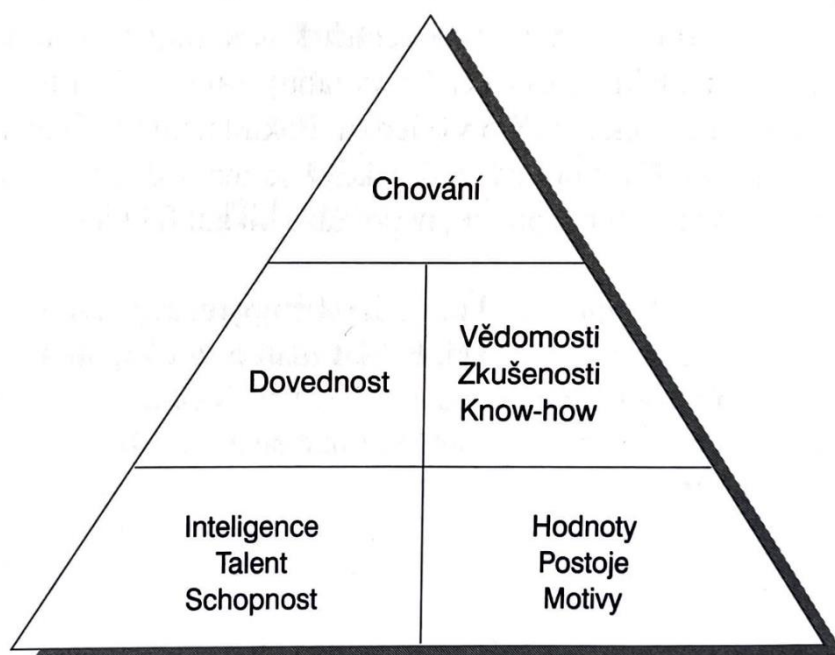 Chování
Dovednost
Vědomosti
Zkušenosti
Know-how
Inteligence
Talent
Schopnost
Hodnoty
Postoje
Motivy